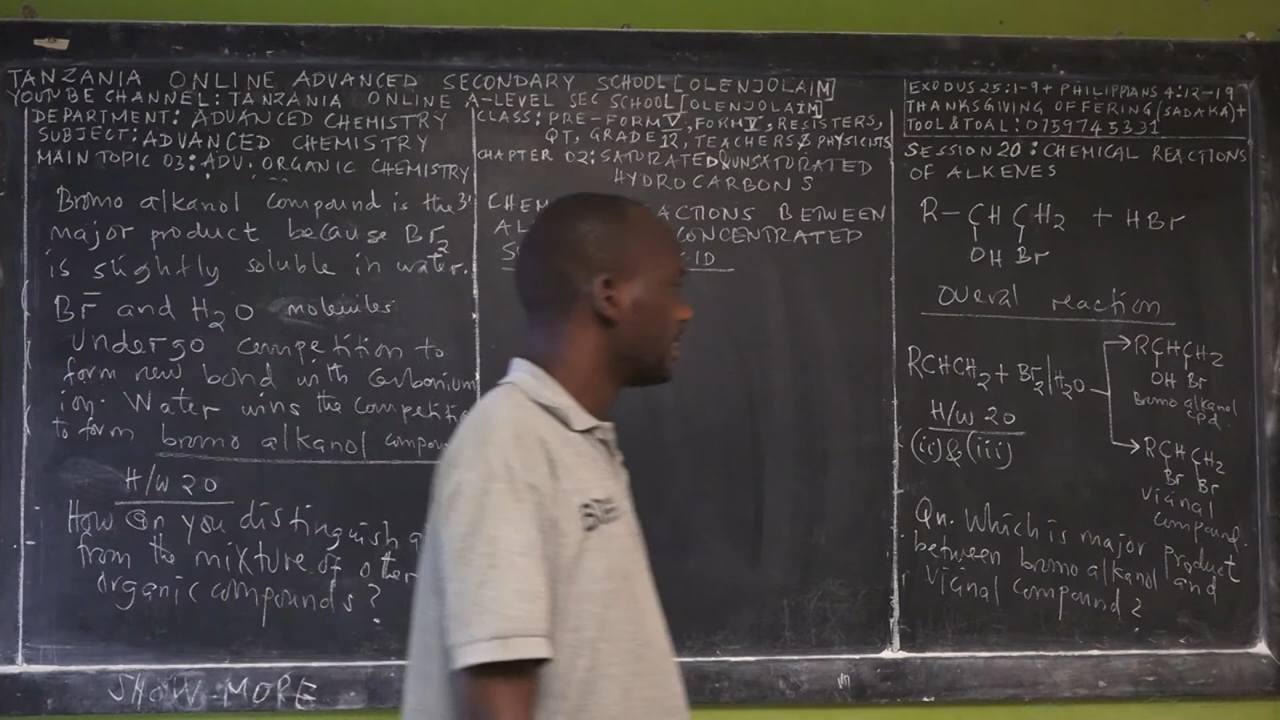 TANZANIA ONLINE ADVANCED SECONDARY SCHOOL [OLENJOLAIM]
YOUTUBE CHANNEL: TANZANIA ONLINE A-LEVEL SEC SCHOOL [OLENJOLAIM]
DEPARTMENT: ADVANCED CHEMISTRY
SUBJECT: ADVANCED CHEMISTRY
MAIN TOPIC 03: ADV. ORGANIC CHEMISTRY
Bromo alkanol compound is the
major product because Br2
is slightly soluble in water.
Br- and H2O molecules
undergo competition to
form new bond with carbonium
ion. Water wins the
to form bromo alkanol
H/W 20
How can you distinguish
from the mixture of other
organic compounds?
SHOW MORE
CLASS: PRE-FORM V, FORM V, RESISTERS,
QT, GRADE 12, TEACHERS & PHYSICISTS
CHAPTER 02: SATURATED & UNSATURATED
HYDROCARBONS
BETWEEN
CONCENTRATED
EXODUS 25:1-9 + PHILIPPIANS 4:12-19
THANKSGIVING OFFERING (SADAKA) +
TOOL & TOAL: 0759745331
SESSION 20: CHEMICAL REACTIONS
OF ALKENES
R-CHCH2 + HBr
OH Br
overal reaction
RCHCH2 + Br2|H2O
RCHCH2
OH Br
Bromo alkanol
cpd.
RCHCH2
Br Br
Vianal
compound.
H/W 20
(ii) & (iii)
Qn. Which is major product
between bromo alkanol and
Vianal compound?